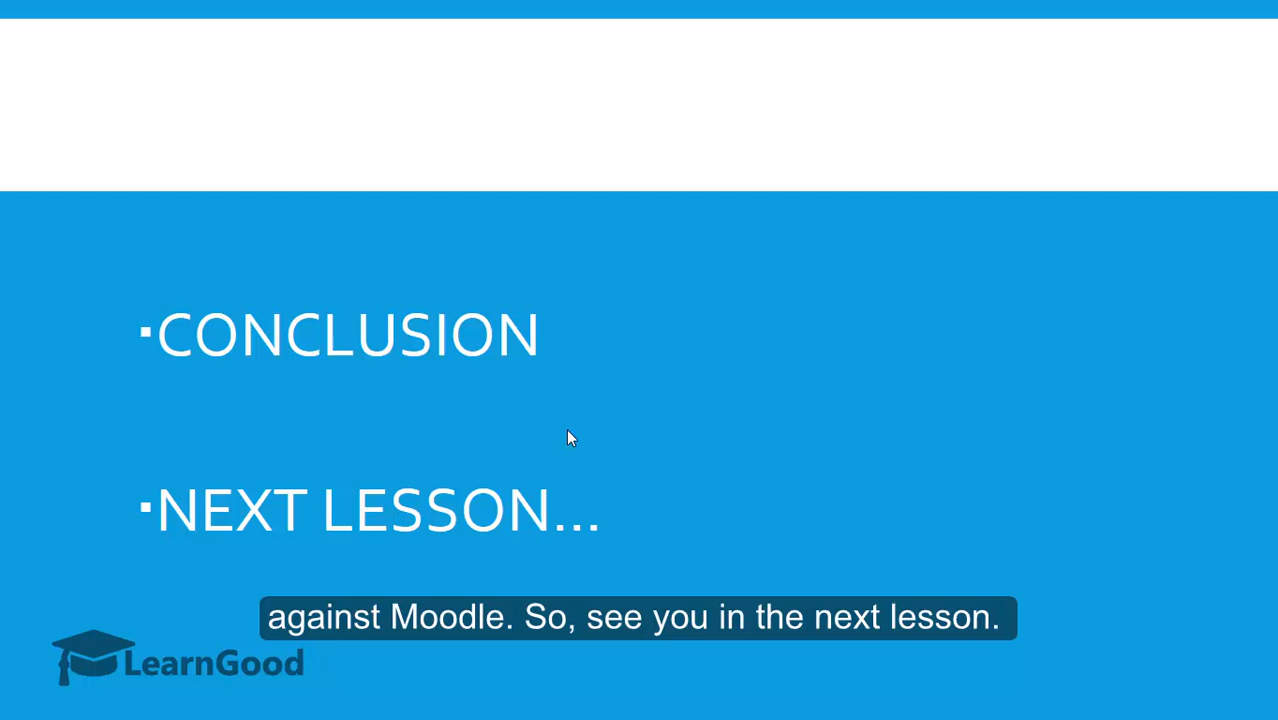 ▪CONCLUSION
▪NEXT LESSON...
against Moodle. So, see you in the next lesson.
LearnGood